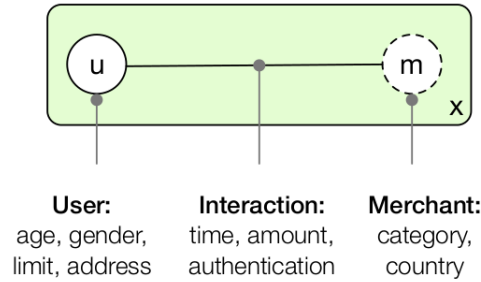 u
m
x
User:
age, gender,
limit, address
Interaction:
time, amount,
authentication
Merchant:
category,
country